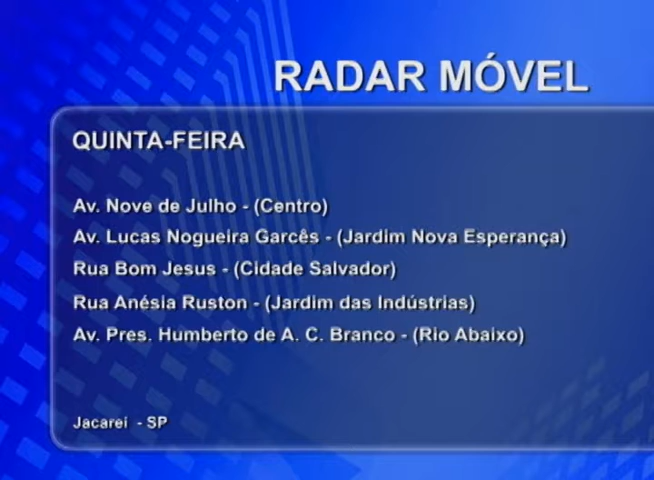 RADAR MÓVEL
QUINTA-FEIRA
Av. Nove de Julho - (Centro)
Av. Lucas Nogueira Garcês - (Jardim Nova Esperança)
Rua Bom Jesus - (Cidade Salvador)
Rua Anésia Ruston - (Jardim das Indústrias)
Av. Pres. Humberto de A. C. Branco - (Rio Abaixo)
Jacareí - SP